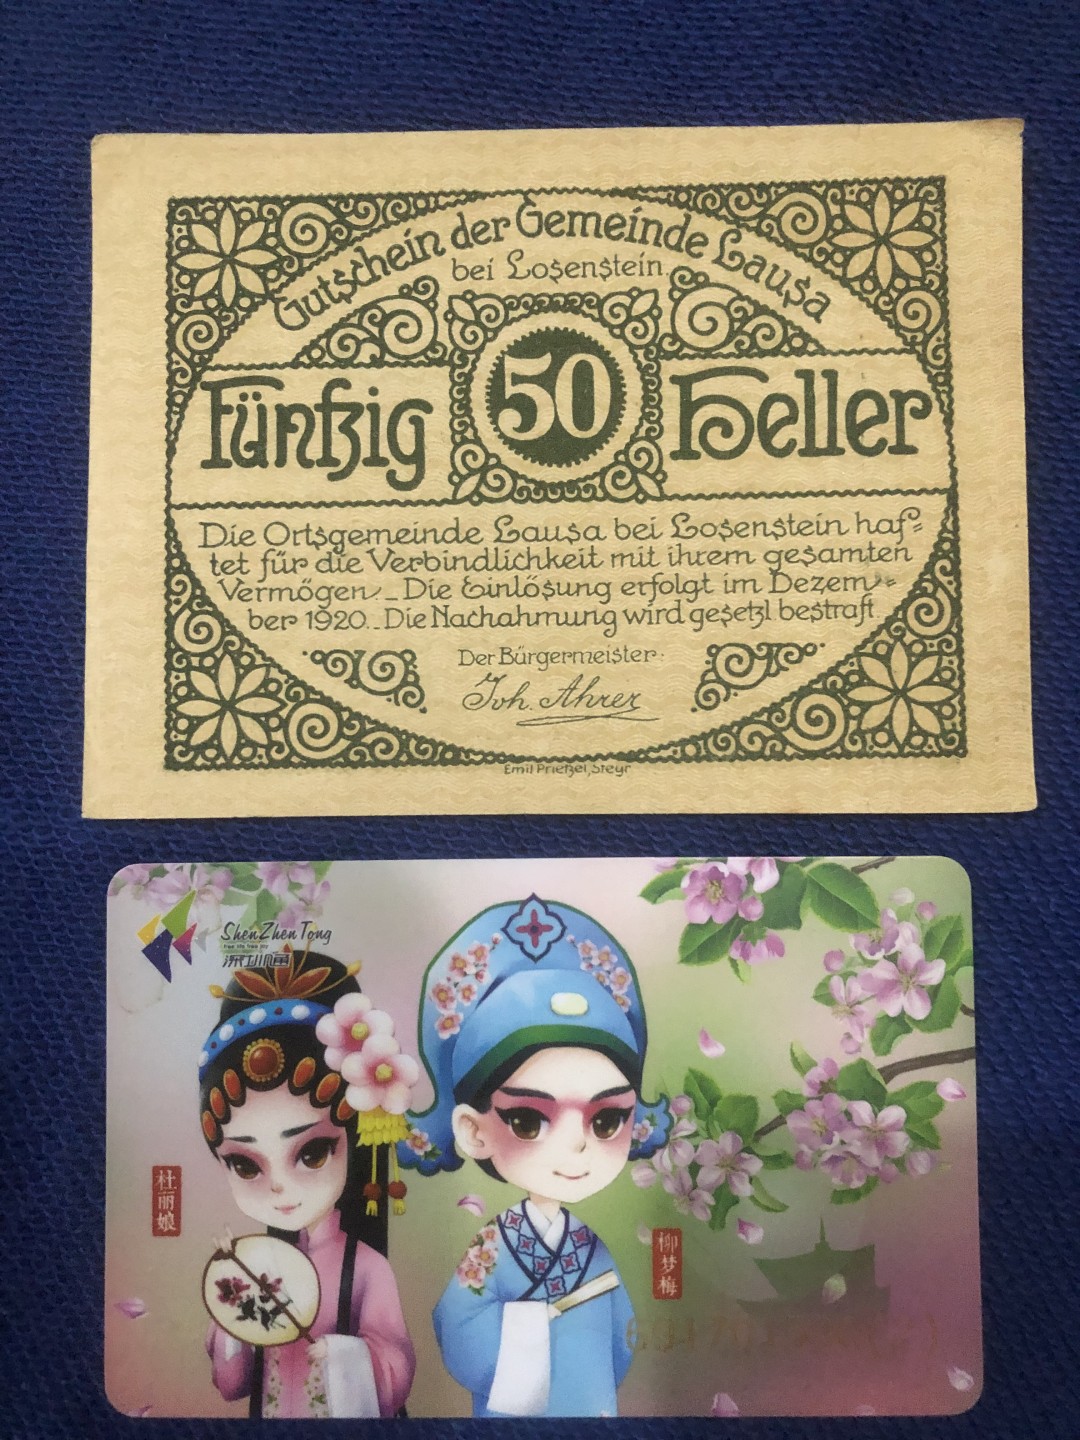 Gutschein der Gemeinde Lausa
bei Losenstein.
Fünfzig 50 Heller
Die Ortsgemeinde Lausa bei Losenstein haf=
tet für die Verbindlichkeit mit ihrem gesamten
Vermögen._Die Einlösung erfolgt im Dezem=
ber 1920._Die Nachahmung wird gesetzl. bestraft.
Der Bürgermeister:
Joh. Ahrer
Emil Prietzel, Steyr
ShenZhen Tong
深圳通
杜丽娘
柳梦梅